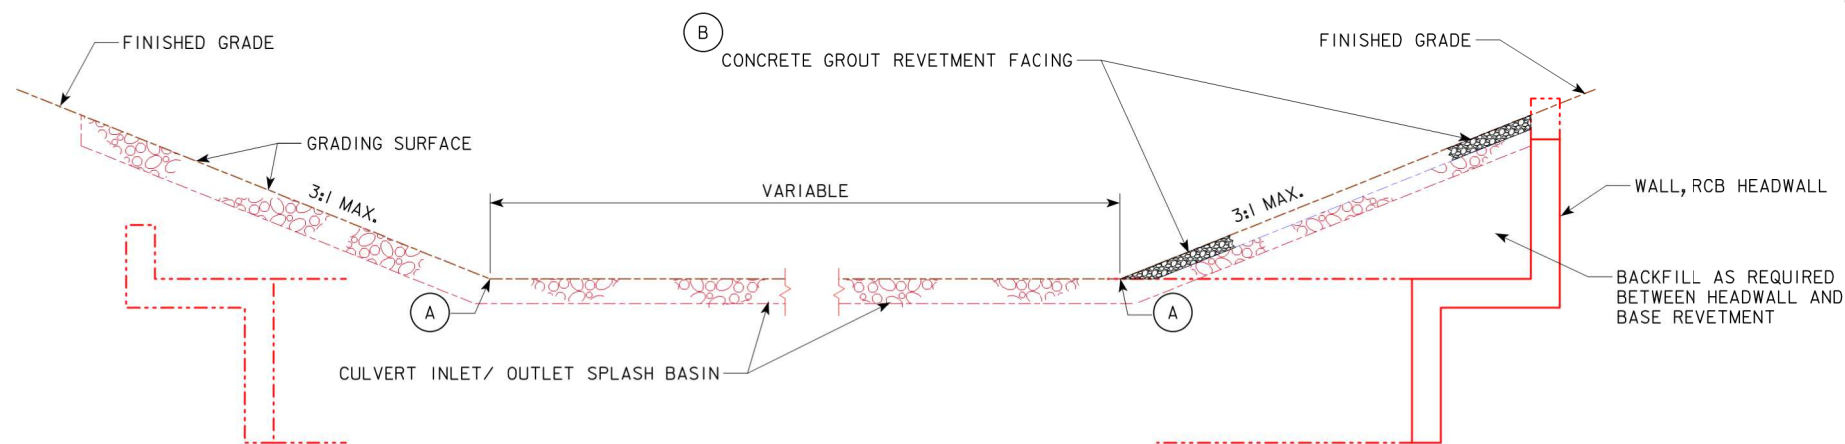 FINISHED GRADE
B
CONCRETE GROUT REVETMENT FACING
FINISHED GRADE
GRADING SURFACE
3:1 MAX.
VARIABLE
3:1 MAX.
WALL, RCB HEADWALL
BACKFILL AS REQUIRED
BETWEEN HEADWALL AND
BASE REVETMENT
A
A
CULVERT INLET/ OUTLET SPLASH BASIN